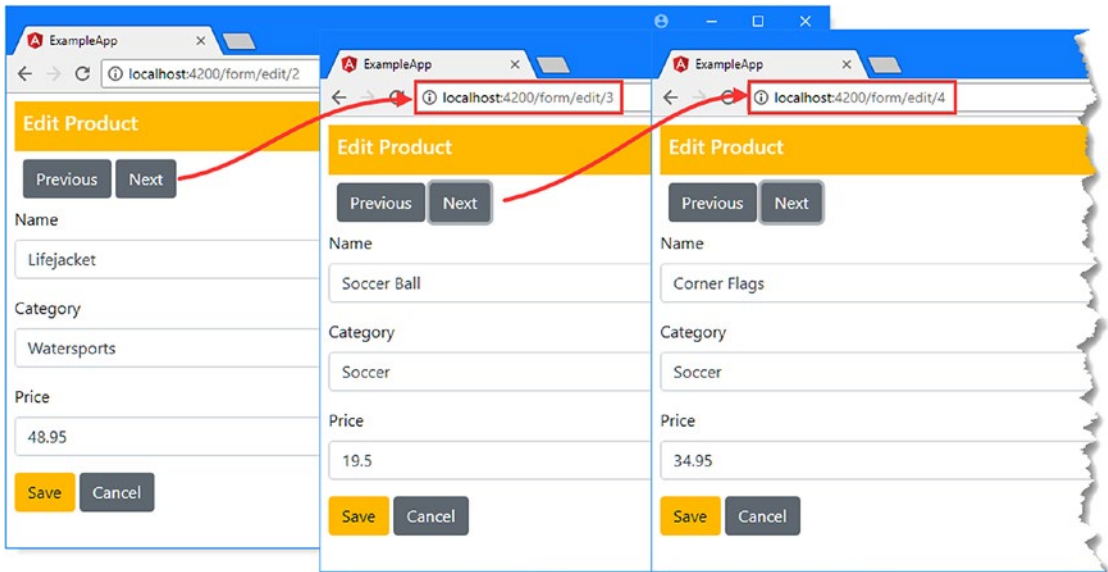 ExampleApp
localhost:4200/form/edit/2
Edit Product
Previous Next
Name
Lifejacket
Category
Watersports
Price
48.95
Save Cancel
ExampleApp
localhost:4200/form/edit/3
Edit Product
Previous Next
Name
Soccer Ball
Category
Soccer
Price
19.5
Save Cancel
ExampleApp
localhost:4200/form/edit/4
Edit Product
Previous Next
Name
Corner Flags
Category
Soccer
Price
34.95
Save Cancel